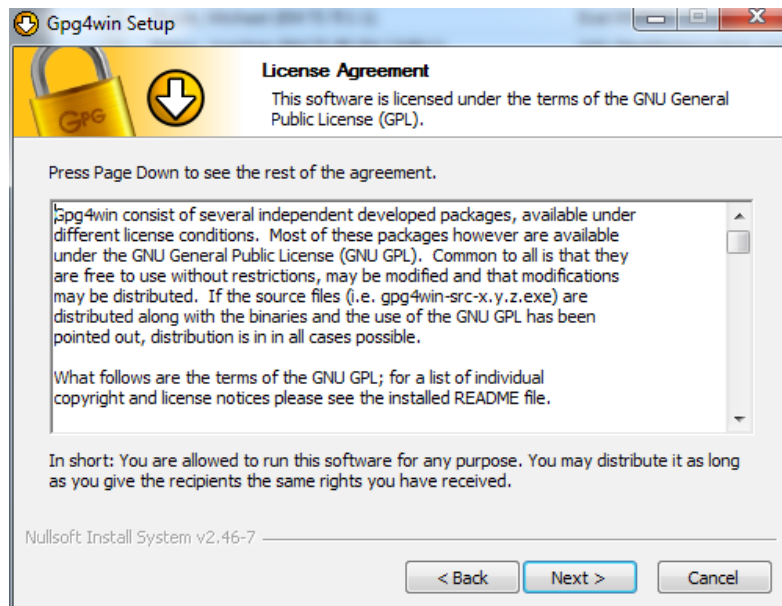 Gpg4win Setup
License Agreement
This software is licensed under the terms of the GNU General
Public License (GPL).
GPG
Press Page Down to see the rest of the agreement.
Gpg4win consist of several independent developed packages, available under
different license conditions.  Most of these packages however are available
under the GNU General Public License (GNU GPL).  Common to all is that they
are free to use without restrictions, may be modified and that modifications
may be distributed.  If the source files (i.e. gpg4win-src-x.y.z.exe) are
distributed along with the binaries and the use of the GNU GPL has been
pointed out, distribution is in in all cases possible.
What follows are the terms of the GNU GPL; for a list of individual
copyright and license notices please see the installed README file.
In short: You are allowed to run this software for any purpose. You may distribute it as long
as you give the recipients the same rights you have received.
Nullsoft Install System v2.46-7
< Back Next > Cancel